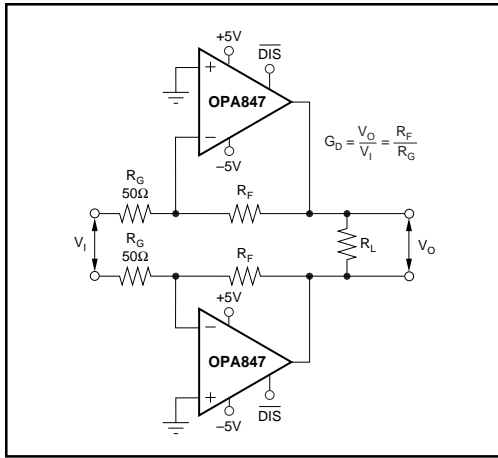 +5V
DIS
+
OPA847
−
−5V
G_D = V_O/V_I = R_F/R_G
R_G
50Ω
R_F
V_I
R_L
V_O
R_G
50Ω
R_F
+5V
−
OPA847
+
−5V
DIS